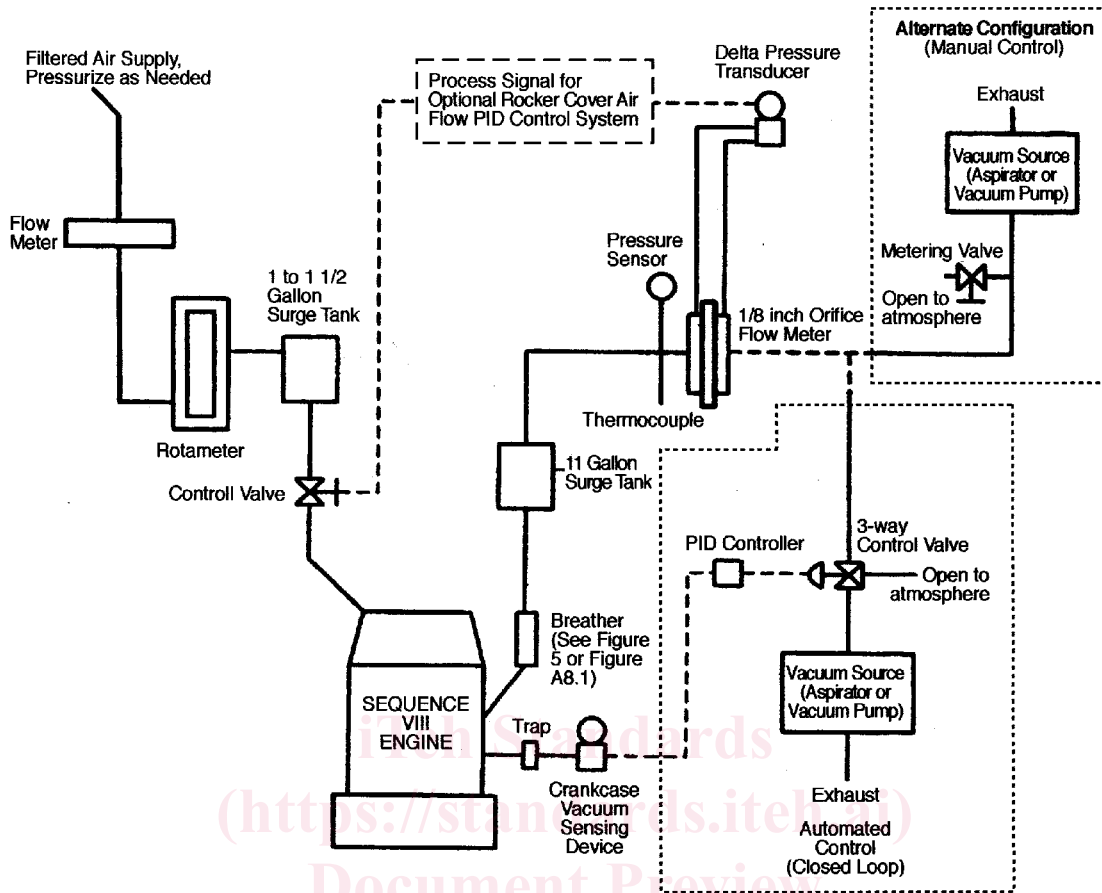 Filtered Air Supply,
Pressurize as Needed
Process Signal for
Optional Rocker Cover Air
Flow PID Control System
Delta Pressure
Transducer
Alternate Configuration
(Manual Control)
Exhaust
Vacuum Source
(Aspirator or
Vacuum Pump)
Flow
Meter
Pressure
Sensor
Metering Valve
Open to
atmosphere
1 to 1 1/2
Gallon
Surge Tank
1/8 inch Orifice
Flow Meter
Thermocouple
Rotameter
11 Gallon
Surge Tank
Controll Valve
3-way
Control Valve
PID Controller
Open to
atmosphere
Breather
(See Figure
5 or Figure
A8.1)
Vacuum Source
(Aspirator or
Vacuum Pump)
SEQUENCE
VIII
ENGINE
Trap
Crankcase
Vacuum
Sensing
Device
Exhaust
Automated
Control
(Closed Loop)
iTeh Standards
(https://standards.iteh.ai)
Document Preview